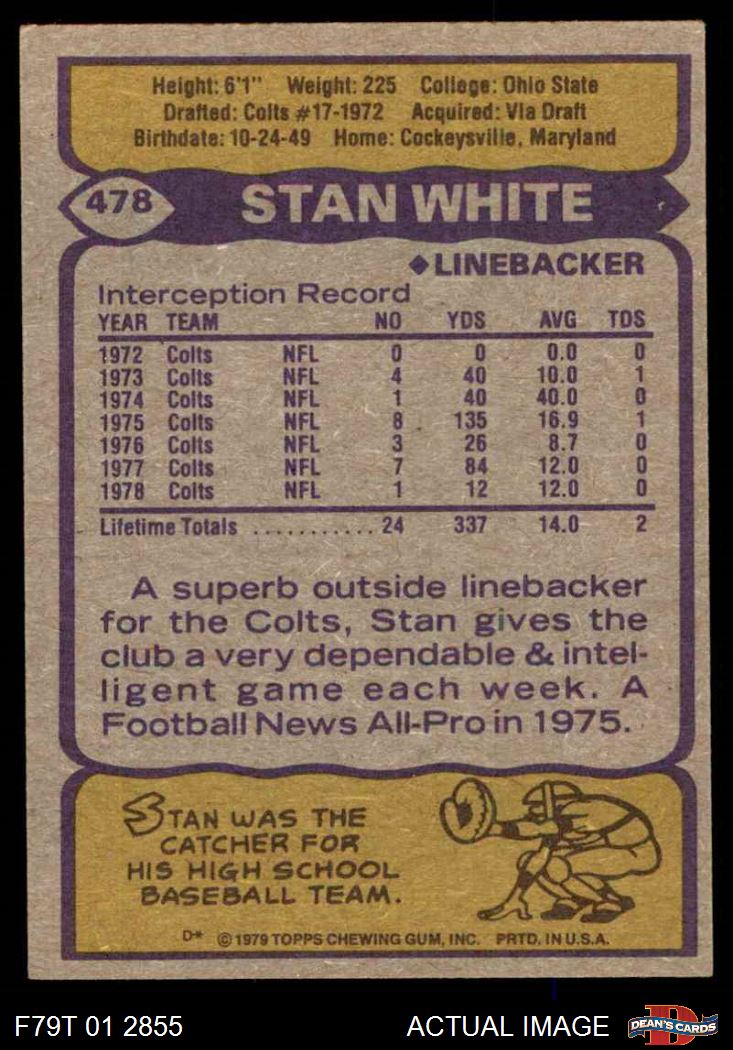 Height: 6'1" Weight: 225 College: Ohio State
Drafted: Colts #17-1972 Acquired: Via Draft
Birthdate: 10-24-49 Home: Cockeysville, Maryland
478 STAN WHITE
◆LINEBACKER
Interception Record
YEAR TEAM NO YDS AVG TDS
1972 Colts NFL 0 0 0.0 0
1973 Colts NFL 4 40 10.0 1
1974 Colts NFL 1 40 40.0 0
1975 Colts NFL 8 135 16.9 1
1976 Colts NFL 3 26 8.7 0
1977 Colts NFL 7 84 12.0 0
1978 Colts NFL 1 12 12.0 0
Lifetime Totals ........... 24 337 14.0 2
A superb outside linebacker
for the Colts, Stan gives the
club a very dependable & intel-
ligent game each week. A
Football News All-Pro in 1975.
STAN WAS THE
CATCHER FOR
HIS HIGH SCHOOL
BASEBALL TEAM.
D* © 1979 TOPPS CHEWING GUM, INC. PRTD. IN U.S.A.
F79T 01 2855 ACTUAL IMAGE D DEAN'S CARDS